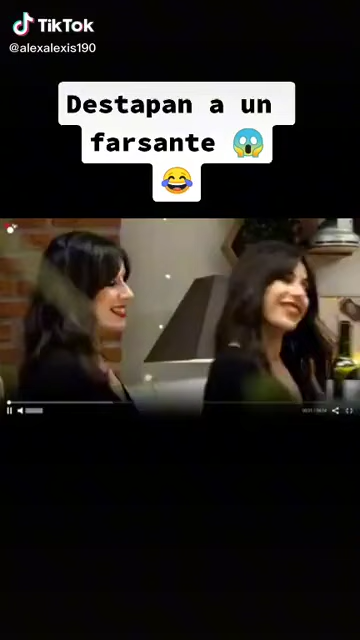 TikTok
@alexalexis190
Destapan a un
farsante 😱
😂